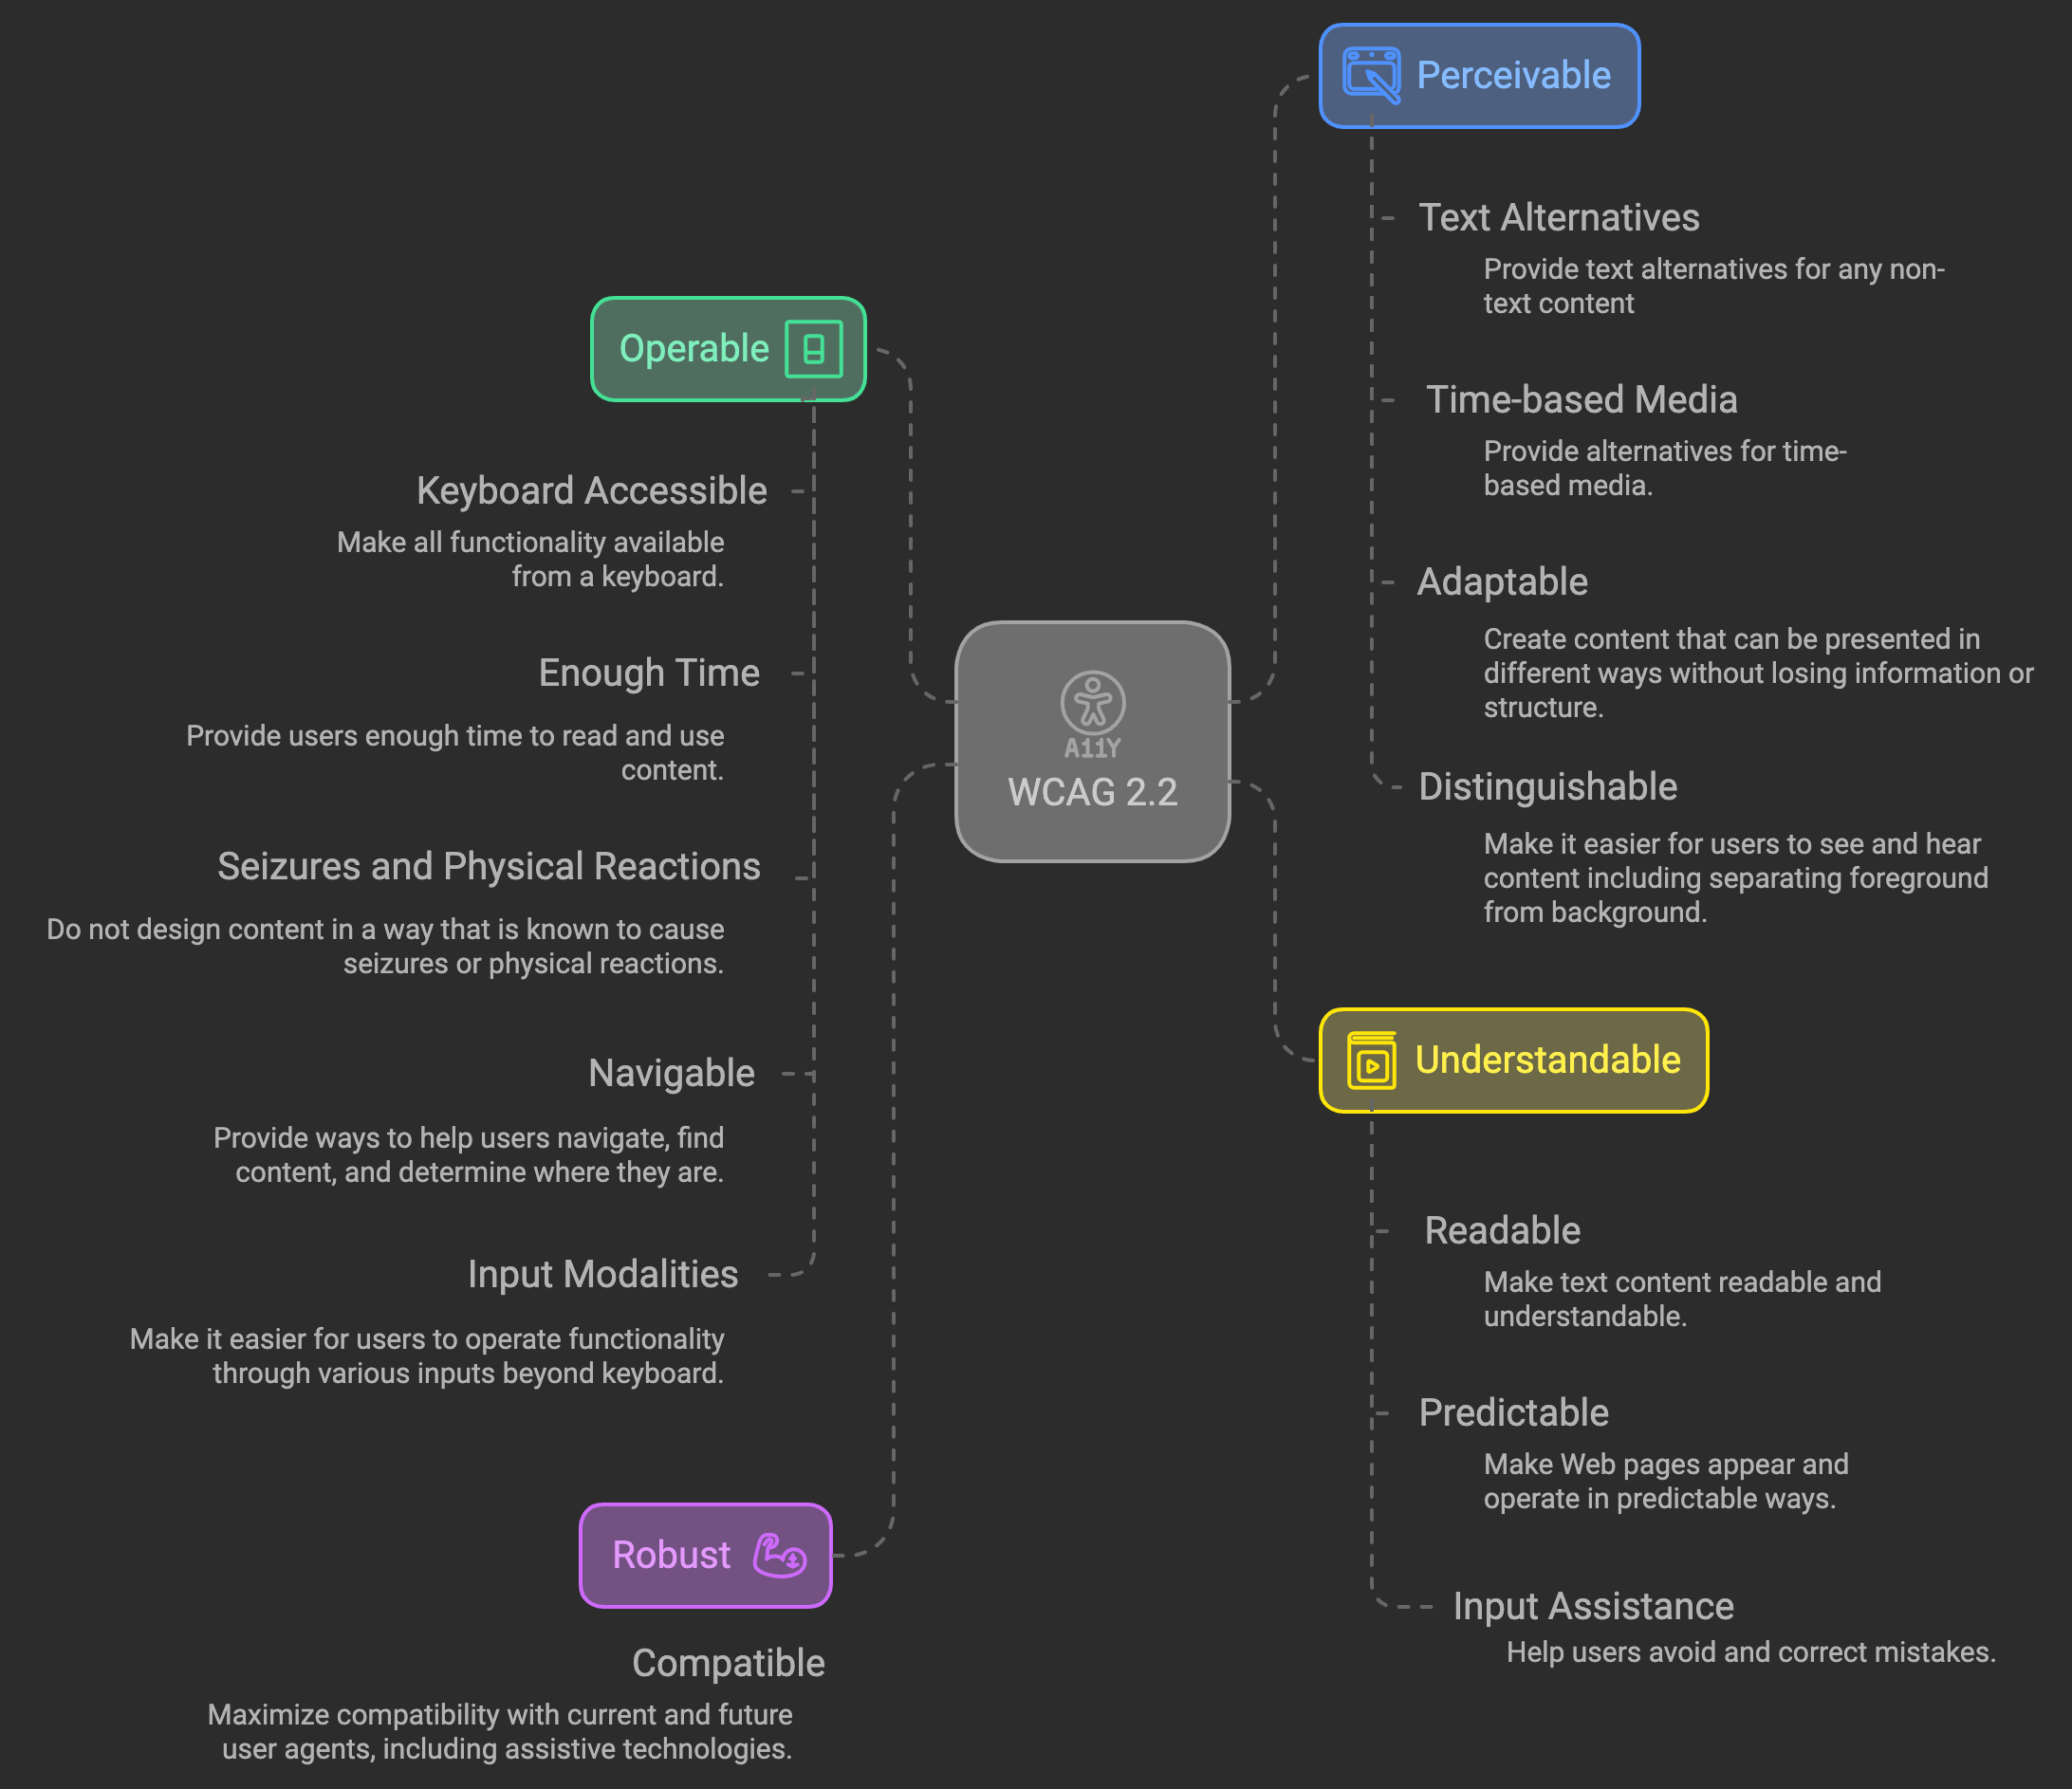 A11Y
WCAG 2.2
Perceivable
Text Alternatives
Provide text alternatives for any non-
text content
Time-based Media
Provide alternatives for time-
based media.
Adaptable
Create content that can be presented in
different ways without losing information or
structure.
Distinguishable
Make it easier for users to see and hear
content including separating foreground
from background.
Operable
Keyboard Accessible
Make all functionality available
from a keyboard.
Enough Time
Provide users enough time to read and use
content.
Seizures and Physical Reactions
Do not design content in a way that is known to cause
seizures or physical reactions.
Navigable
Provide ways to help users navigate, find
content, and determine where they are.
Input Modalities
Make it easier for users to operate functionality
through various inputs beyond keyboard.
Understandable
Readable
Make text content readable and
understandable.
Predictable
Make Web pages appear and
operate in predictable ways.
Input Assistance
Help users avoid and correct mistakes.
Robust
Compatible
Maximize compatibility with current and future
user agents, including assistive technologies.